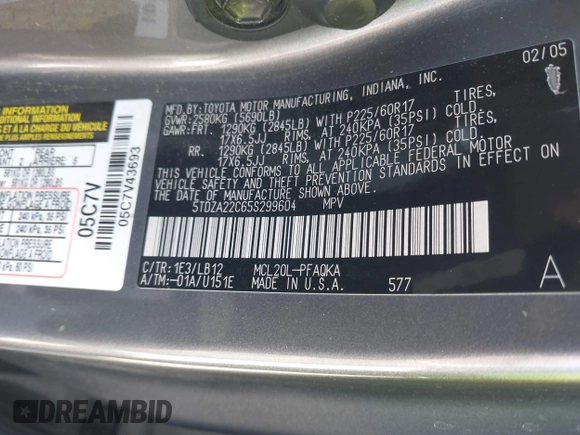 02/05
MFD. BY: TOYOTA MOTOR MANUFACTURING, INDIANA, INC.
GVWR: 2580KG (5690LB)
GAWR: FRT. 1290KG (2845LB) WITH P225/60R17 TIRES,
17X6.5JJ RIMS, AT 240KPA (35PSI) COLD.
RR. 1290KG (2845LB) WITH P225/60R17 TIRES,
17X6.5JJ RIMS, AT 240KPA (35PSI) COLD.
THIS VEHICLE CONFORMS TO ALL APPLICABLE FEDERAL MOTOR
VEHICLE SAFETY, BUMPER, AND THEFT PREVENTION STANDARDS IN EFFECT
ON THE DATE OF MANUFACTURE SHOWN ABOVE.
5TDZA22C65S299604 MPV
C/TR: 1E3/LB12 MCL20L-PFAQKA
A/TM: -01A/U151E MADE IN U.S.A. 577
A
INFORMATION
CHARGE DU VÉHICULE
05C7V
05C7V43693
240 kPa, 35 PSI
240 kPa, 35 PSI
DREAMBID